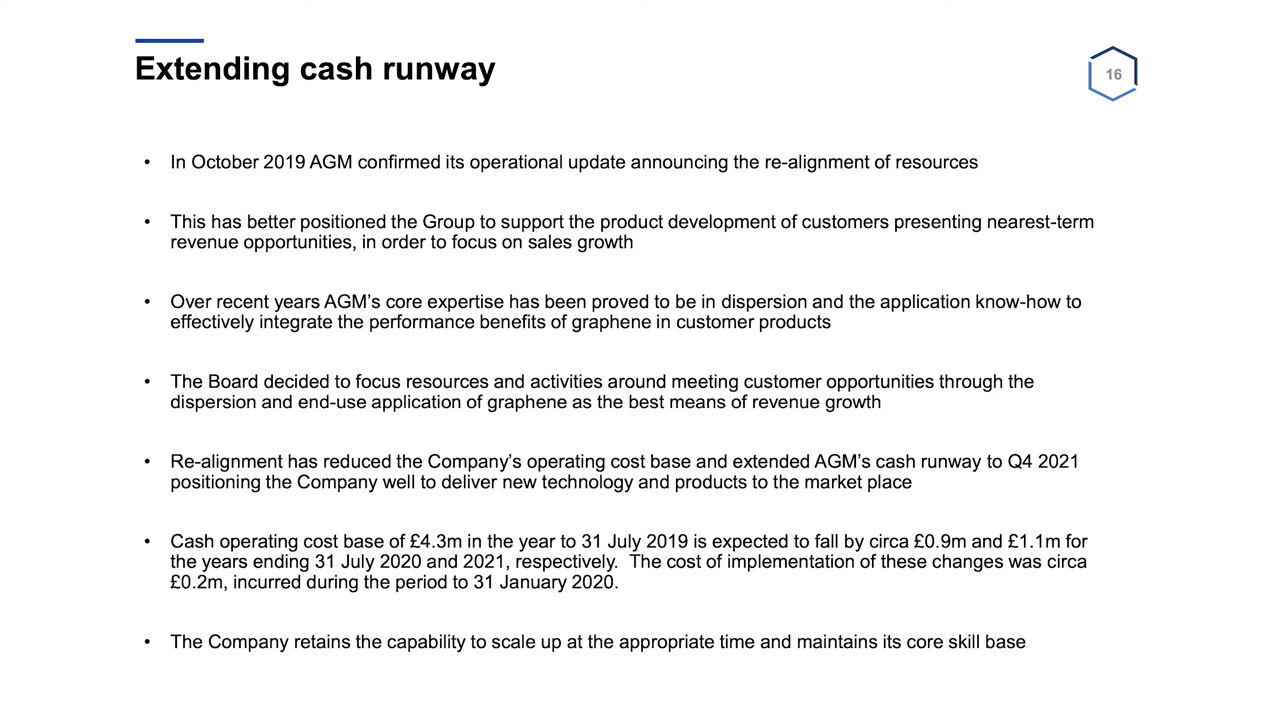 Extending cash runway
16
• In October 2019 AGM confirmed its operational update announcing the re-alignment of resources
• This has better positioned the Group to support the product development of customers presenting nearest-term
revenue opportunities, in order to focus on sales growth
• Over recent years AGM’s core expertise has been proved to be in dispersion and the application know-how to
effectively integrate the performance benefits of graphene in customer products
• The Board decided to focus resources and activities around meeting customer opportunities through the
dispersion and end-use application of graphene as the best means of revenue growth
• Re-alignment has reduced the Company’s operating cost base and extended AGM’s cash runway to Q4 2021
positioning the Company well to deliver new technology and products to the market place
• Cash operating cost base of £4.3m in the year to 31 July 2019 is expected to fall by circa £0.9m and £1.1m for
the years ending 31 July 2020 and 2021, respectively.  The cost of implementation of these changes was circa
£0.2m, incurred during the period to 31 January 2020.
• The Company retains the capability to scale up at the appropriate time and maintains its core skill base